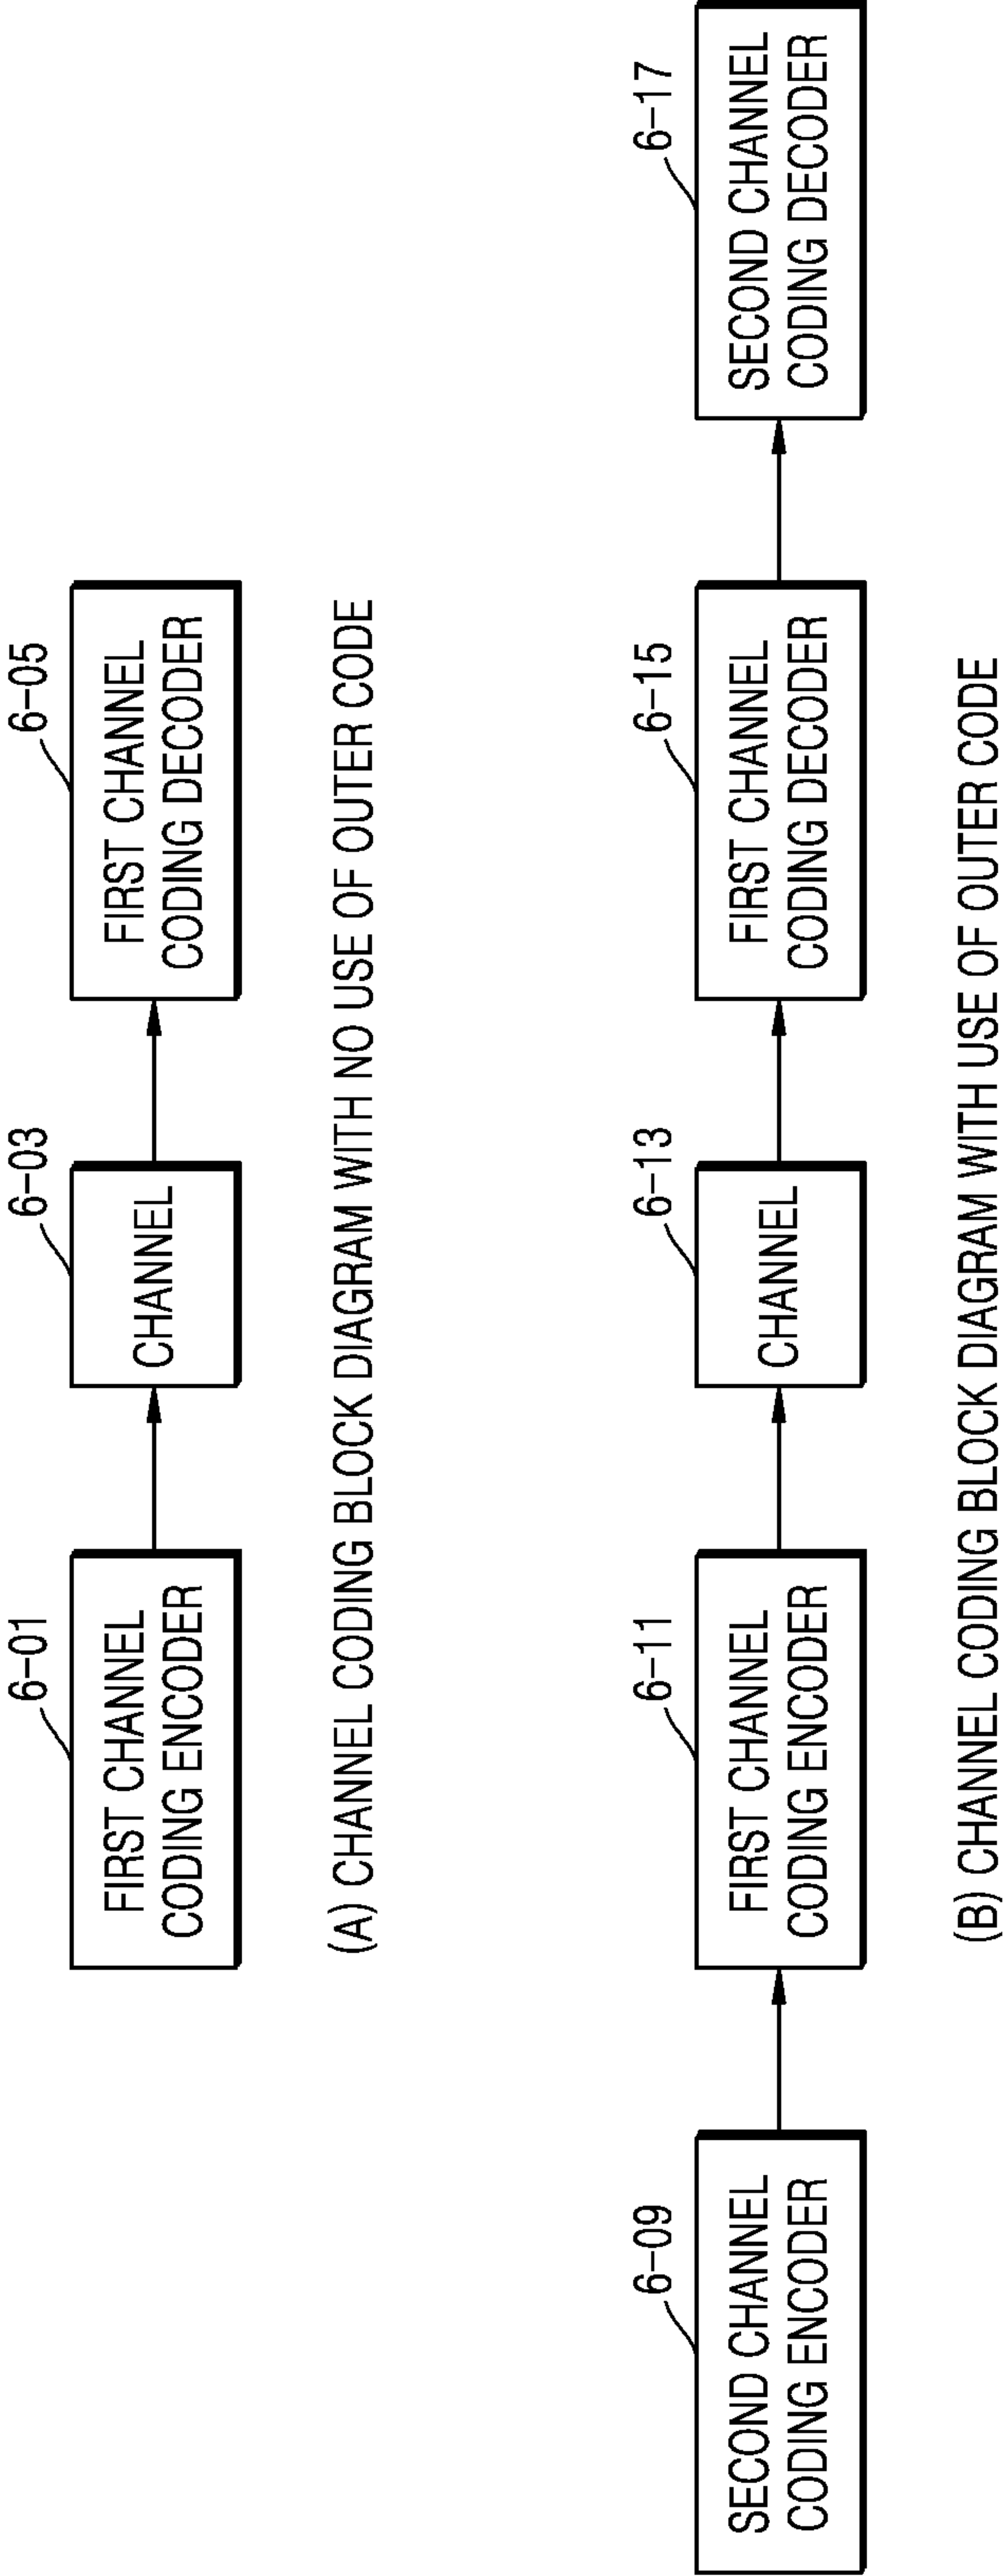 6-01
6-03
6-05
FIRST CHANNEL
CODING ENCODER
CHANNEL
FIRST CHANNEL
CODING DECODER
(A) CHANNEL CODING BLOCK DIAGRAM WITH NO USE OF OUTER CODE
6-09
6-11
6-13
6-15
6-17
SECOND CHANNEL
CODING ENCODER
FIRST CHANNEL
CODING ENCODER
CHANNEL
FIRST CHANNEL
CODING DECODER
SECOND CHANNEL
CODING DECODER
(B) CHANNEL CODING BLOCK DIAGRAM WITH USE OF OUTER CODE